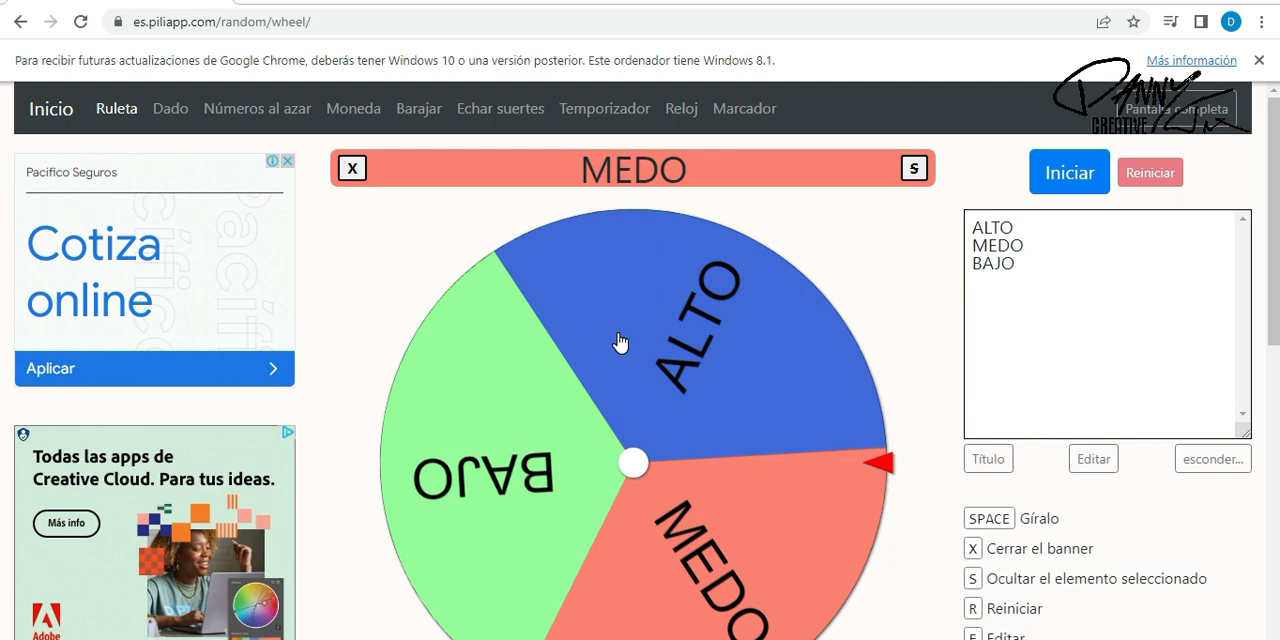 es.piliapp.com/random/wheel/
D
Para recibir futuras actualizaciones de Google Chrome, deberás tener Windows 10 o una versión posterior. Este ordenador tiene Windows 8.1.
Más información
Inicio Ruleta Dado Números al azar Moneda Barajar Echar suertes Temporizador Reloj Marcador
Pantalla completa
DANNY
CREATIVE
Pacífico Seguros
Cotiza
online
Aplicar
Todas las apps de
Creative Cloud. Para tus ideas.
Más info
Adobe
X MEDO S
ALTO
BAJO
MEDO
Iniciar Reiniciar
ALTO
MEDO
BAJO
Título Editar esconder...
SPACE Gíralo
X Cerrar el banner
S Ocultar el elemento seleccionado
R Reiniciar
E Editar